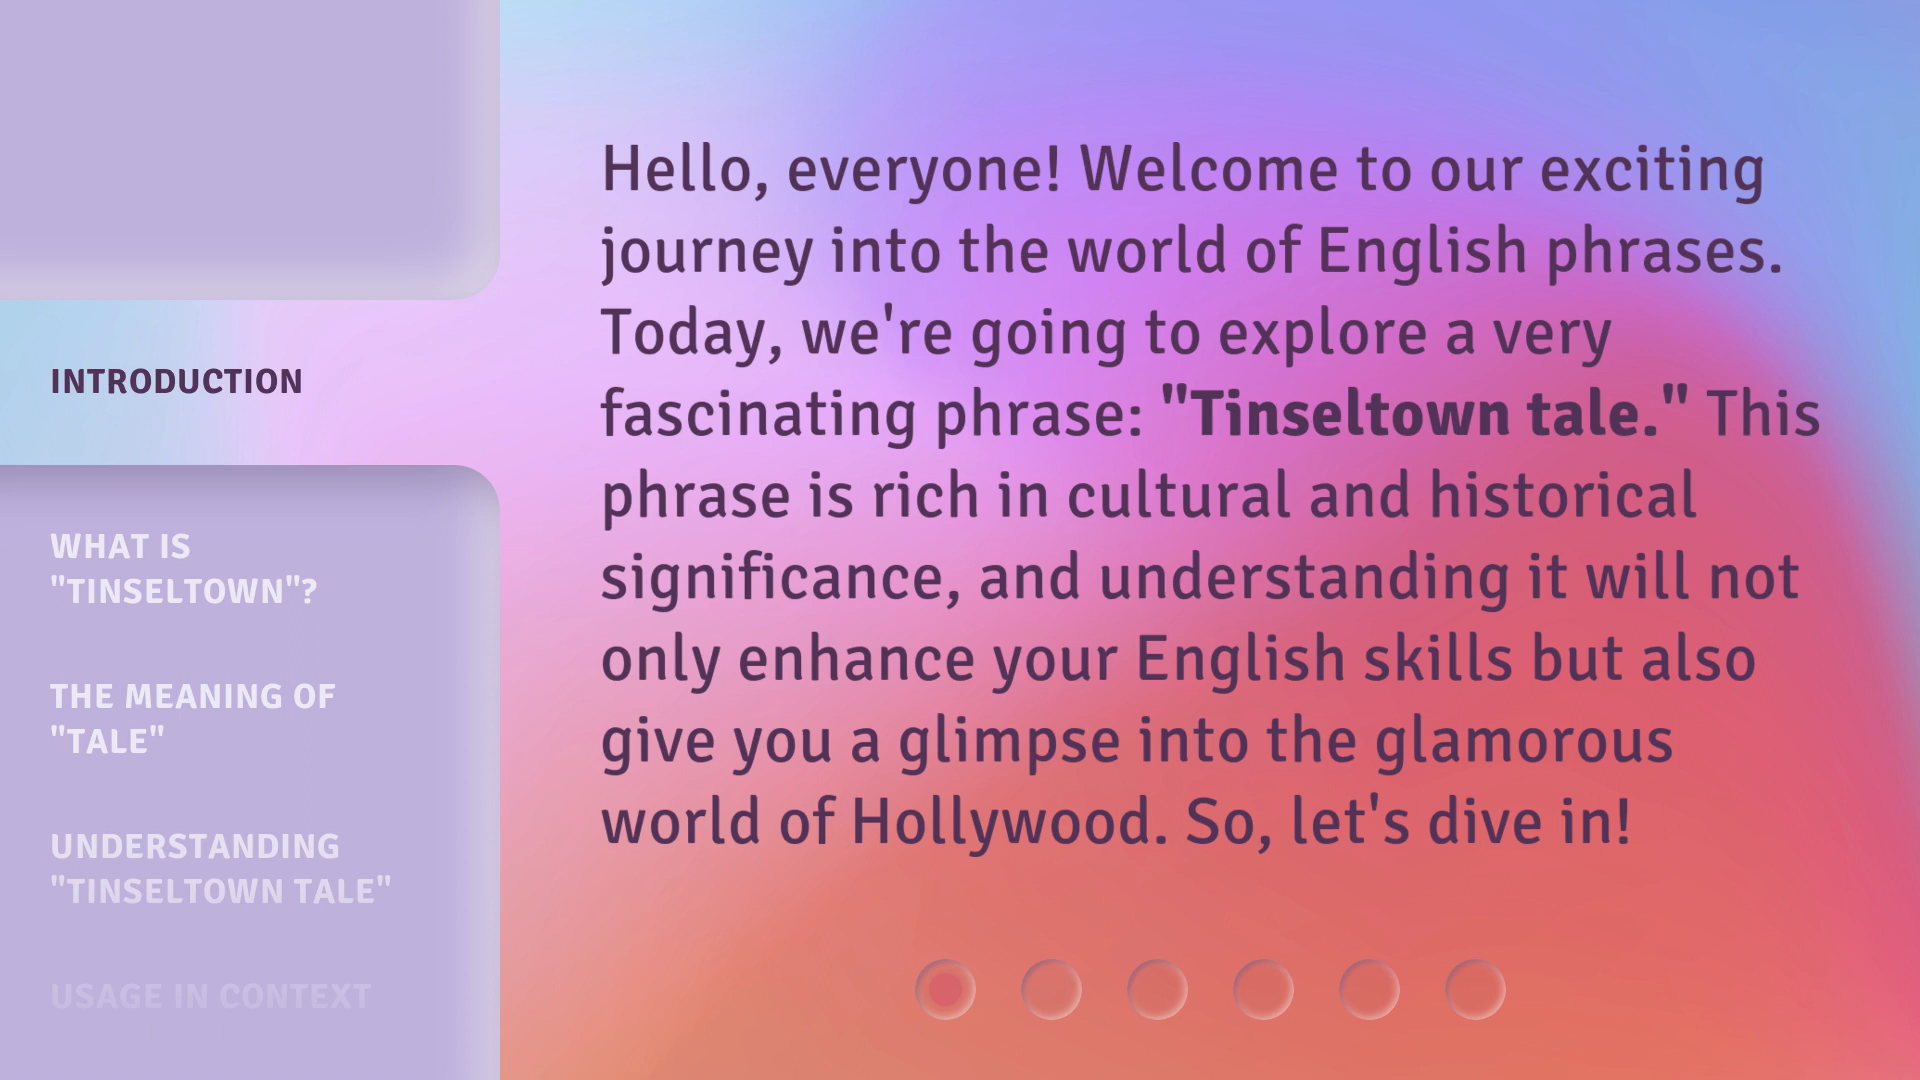 INTRODUCTION
WHAT IS
"TINSELTOWN"?
THE MEANING OF
"TALE"
UNDERSTANDING
"TINSELTOWN TALE"
USAGE IN CONTEXT
Hello, everyone! Welcome to our exciting
journey into the world of English phrases.
Today, we're going to explore a very
fascinating phrase: "Tinseltown tale." This
phrase is rich in cultural and historical
significance, and understanding it will not
only enhance your English skills but also
give you a glimpse into the glamorous
world of Hollywood. So, let's dive in!